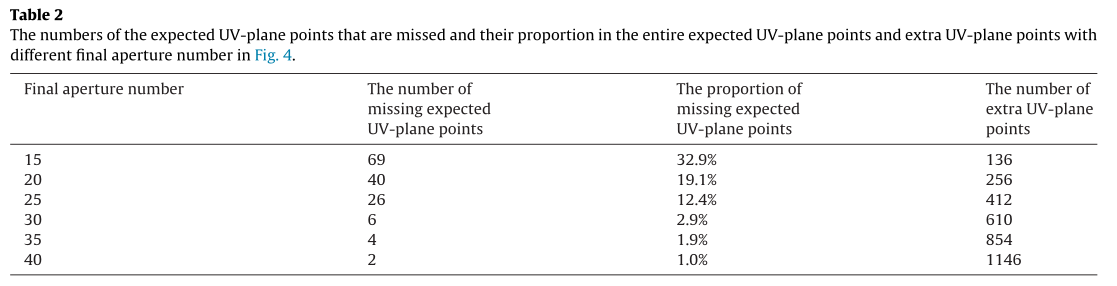 Table 2
The numbers of the expected UV-plane points that are missed and their proportion in the entire expected UV-plane points and extra UV-plane points with
different final aperture number in Fig. 4.
Final aperture number The number of missing expected UV-plane points The proportion of missing expected UV-plane points The number of extra UV-plane points
15 69 32.9% 136
20 40 19.1% 256
25 26 12.4% 412
30 6 2.9% 610
35 4 1.9% 854
40 2 1.0% 1146